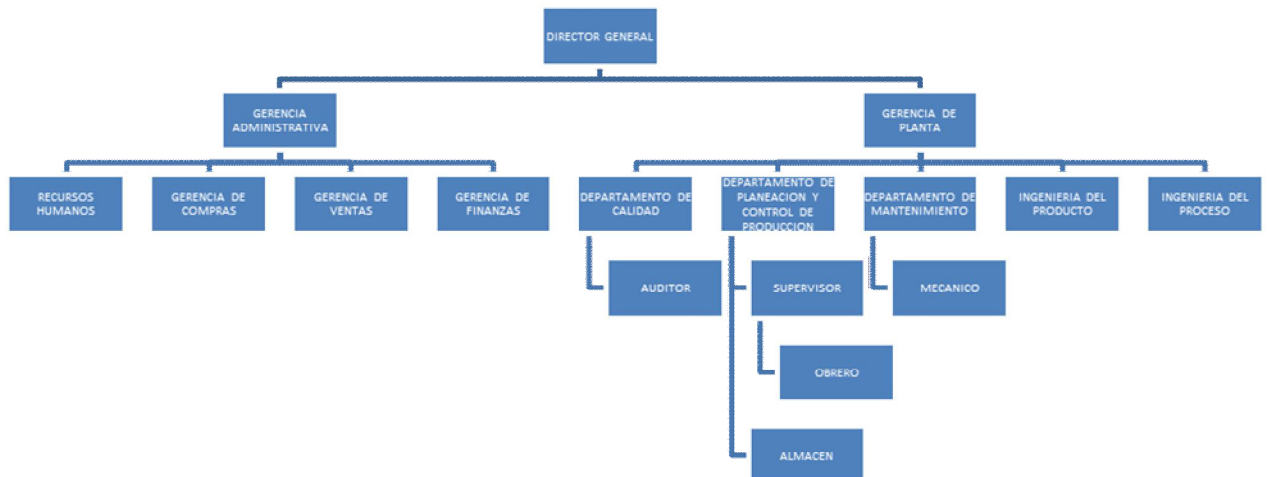 DIRECTOR GENERAL
GERENCIA
ADMINISTRATIVA
GERENCIA DE
PLANTA
RECURSOS
HUMANOS
GERENCIA DE
COMPRAS
GERENCIA DE
VENTAS
GERENCIA DE
FINANZAS
DEPARTAMENTO DE
CALIDAD
DEPARTAMENTO DE
PLANEACION Y
CONTROL DE
PRODUCCION
DEPARTAMENTO DE
MANTENIMIENTO
INGENIERIA DEL
PRODUCTO
INGENIERIA DEL
PROCESO
AUDITOR
SUPERVISOR
MECANICO
OBRERO
ALMACEN